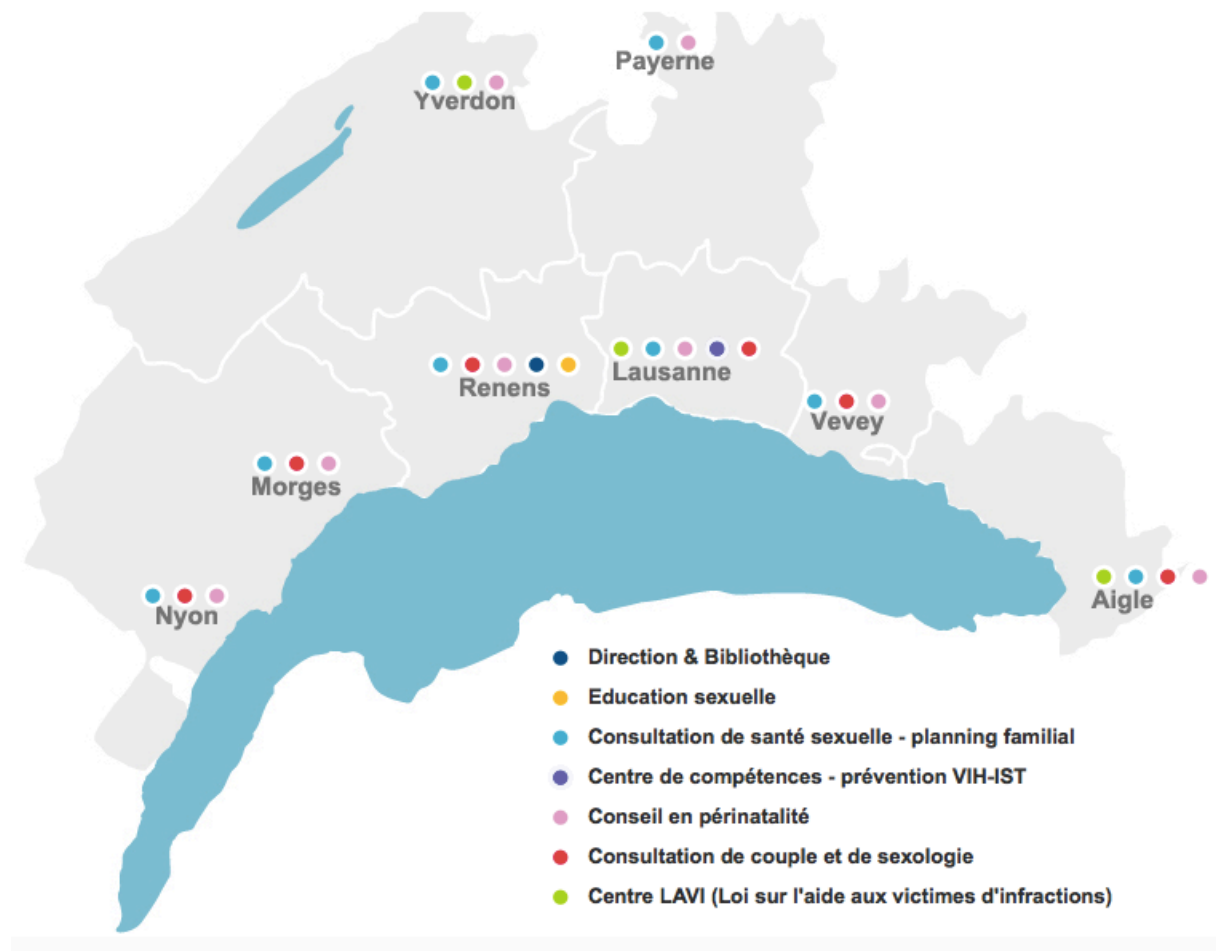 Payerne
Yverdon
Lausanne
Renens
Vevey
Morges
Aigle
Nyon
Direction & Bibliothèque
Education sexuelle
Consultation de santé sexuelle - planning familial
Centre de compétences - prévention VIH-IST
Conseil en périnatalité
Consultation de couple et de sexologie
Centre LAVI (Loi sur l'aide aux victimes d'infractions)